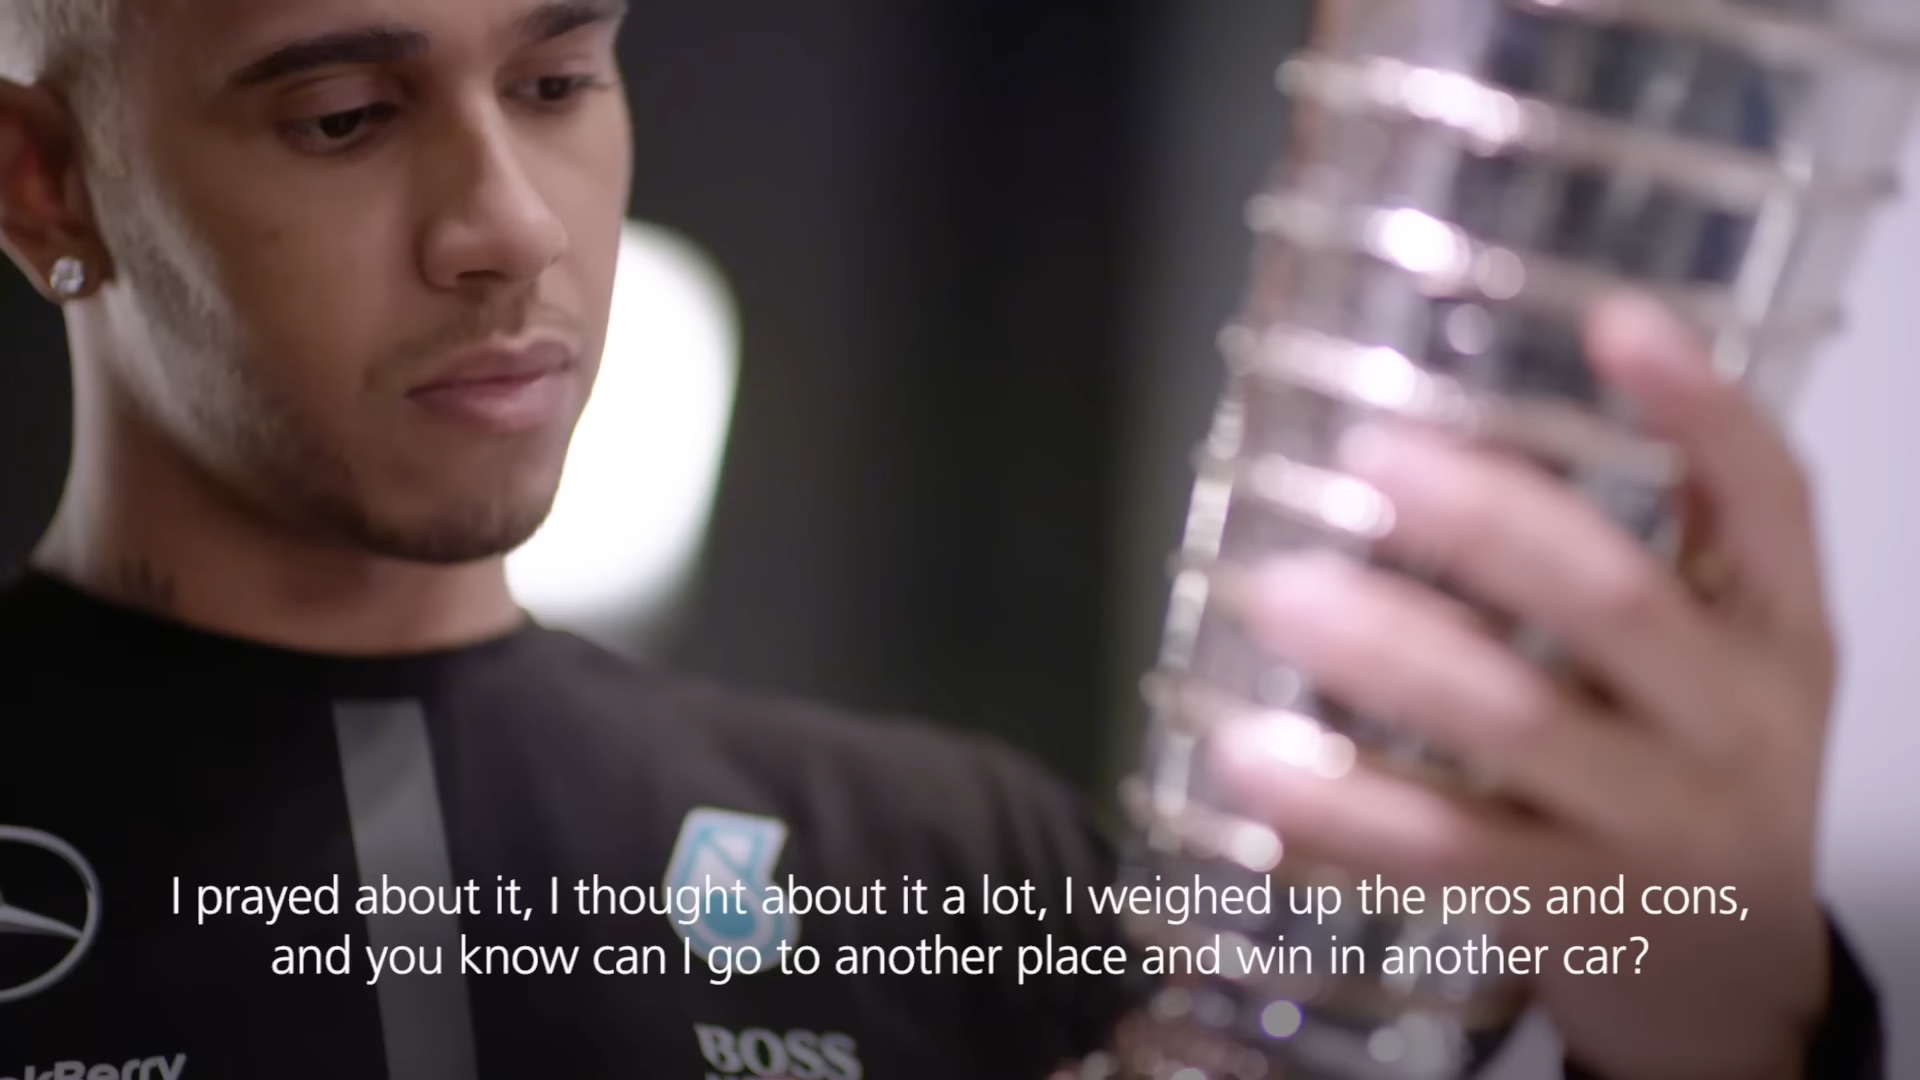 I prayed about it, I thought about it a lot, I weighed up the pros and cons,
and you know can I go to another place and win in another car?
BOSS